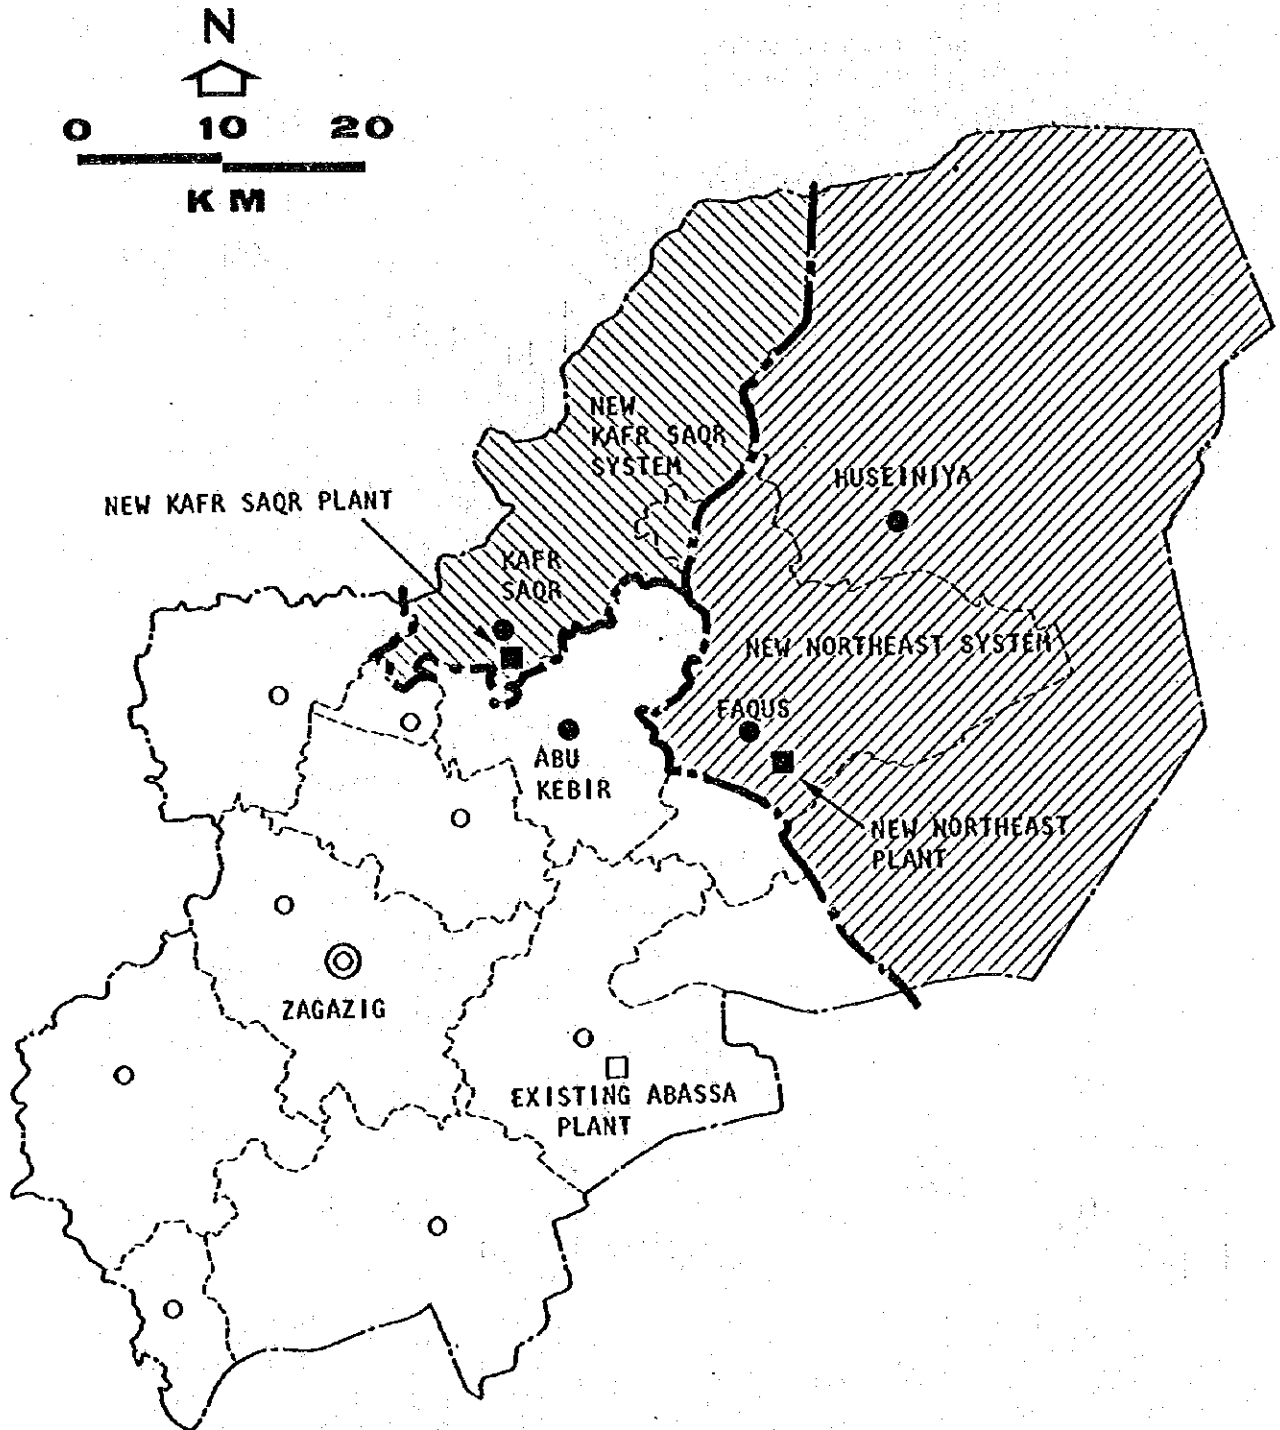 N
0 10 20
KM
NEW
KAFR SAQR
SYSTEM
HUSEINIYA
NEW KAFR SAQR PLANT
KAFR
SAQR
NEW NORTHEAST SYSTEM
FAQUS
ABU
KEBIR
NEW NORTHEAST
PLANT
ZAGAZIG
EXISTING ABASSA
PLANT